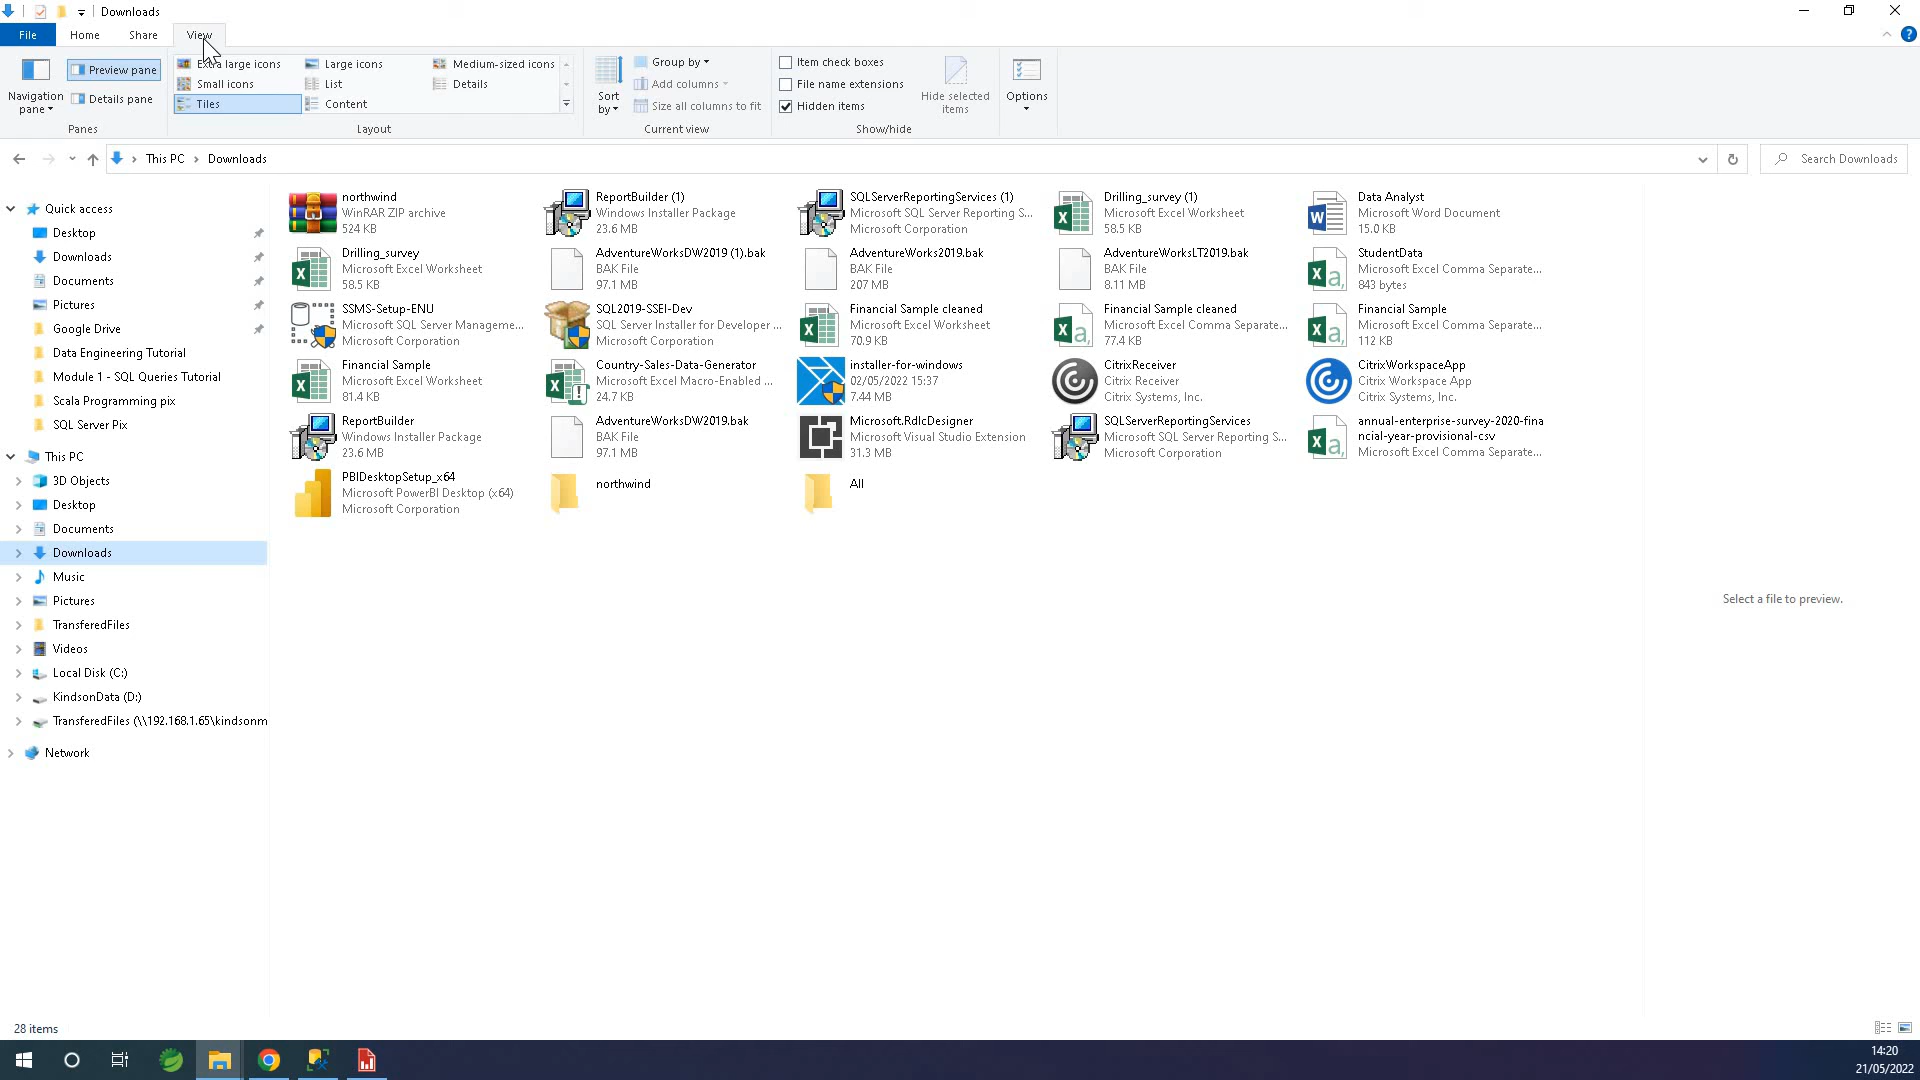 Downloads
File
Home
Share
View
Navigation
pane
Preview pane
Details pane
Panes
Extra large icons
Large icons
Medium-sized icons
Small icons
List
Details
Tiles
Content
Layout
Sort
by
Group by
Add columns
Size all columns to fit
Current view
Item check boxes
File name extensions
Hidden items
Hide selected
items
Show/hide
Options
This PC
Downloads
Search Downloads
Quick access
Desktop
Downloads
Documents
Pictures
Google Drive
Data Engineering Tutorial
Module 1 - SQL Queries Tutorial
Scala Programming pix
SQL Server Pix
This PC
3D Objects
Desktop
Documents
Downloads
Music
Pictures
TransferedFiles
Videos
Local Disk (C:)
KindsonData (D:)
TransferedFiles (\\192.168.1.65\kindsonm
Network
northwind
WinRAR ZIP archive
524 KB
ReportBuilder (1)
Windows Installer Package
23.6 MB
SQLServerReportingServices (1)
Microsoft SQL Server Reporting S...
Microsoft Corporation
Drilling_survey (1)
Microsoft Excel Worksheet
58.5 KB
Data Analyst
Microsoft Word Document
15.0 KB
Drilling_survey
Microsoft Excel Worksheet
58.5 KB
AdventureWorksDW2019 (1).bak
BAK File
97.1 MB
AdventureWorks2019.bak
BAK File
207 MB
AdventureWorksLT2019.bak
BAK File
8.11 MB
StudentData
Microsoft Excel Comma Separate...
843 bytes
SSMS-Setup-ENU
Microsoft SQL Server Manageme...
Microsoft Corporation
SQL2019-SSEI-Dev
SQL Server Installer for Developer ...
Microsoft Corporation
Financial Sample cleaned
Microsoft Excel Worksheet
70.9 KB
Financial Sample cleaned
Microsoft Excel Comma Separate...
77.4 KB
Financial Sample
Microsoft Excel Comma Separate...
112 KB
Financial Sample
Microsoft Excel Worksheet
81.4 KB
Country-Sales-Data-Generator
Microsoft Excel Macro-Enabled ...
24.7 KB
installer-for-windows
02/05/2022 15:37
7.44 MB
CitrixReceiver
Citrix Receiver
Citrix Systems, Inc.
CitrixWorkspaceApp
Citrix Workspace App
Citrix Systems, Inc.
ReportBuilder
Windows Installer Package
23.6 MB
AdventureWorksDW2019.bak
BAK File
97.1 MB
Microsoft.RdlcDesigner
Microsoft Visual Studio Extension
31.3 MB
SQLServerReportingServices
Microsoft SQL Server Reporting S...
Microsoft Corporation
annual-enterprise-survey-2020-fina
ncial-year-provisional-csv
Microsoft Excel Comma Separate...
PBIDesktopSetup_x64
Microsoft PowerBI Desktop (x64)
Microsoft Corporation
northwind
All
Select a file to preview.
28 items
14:20
21/05/2022